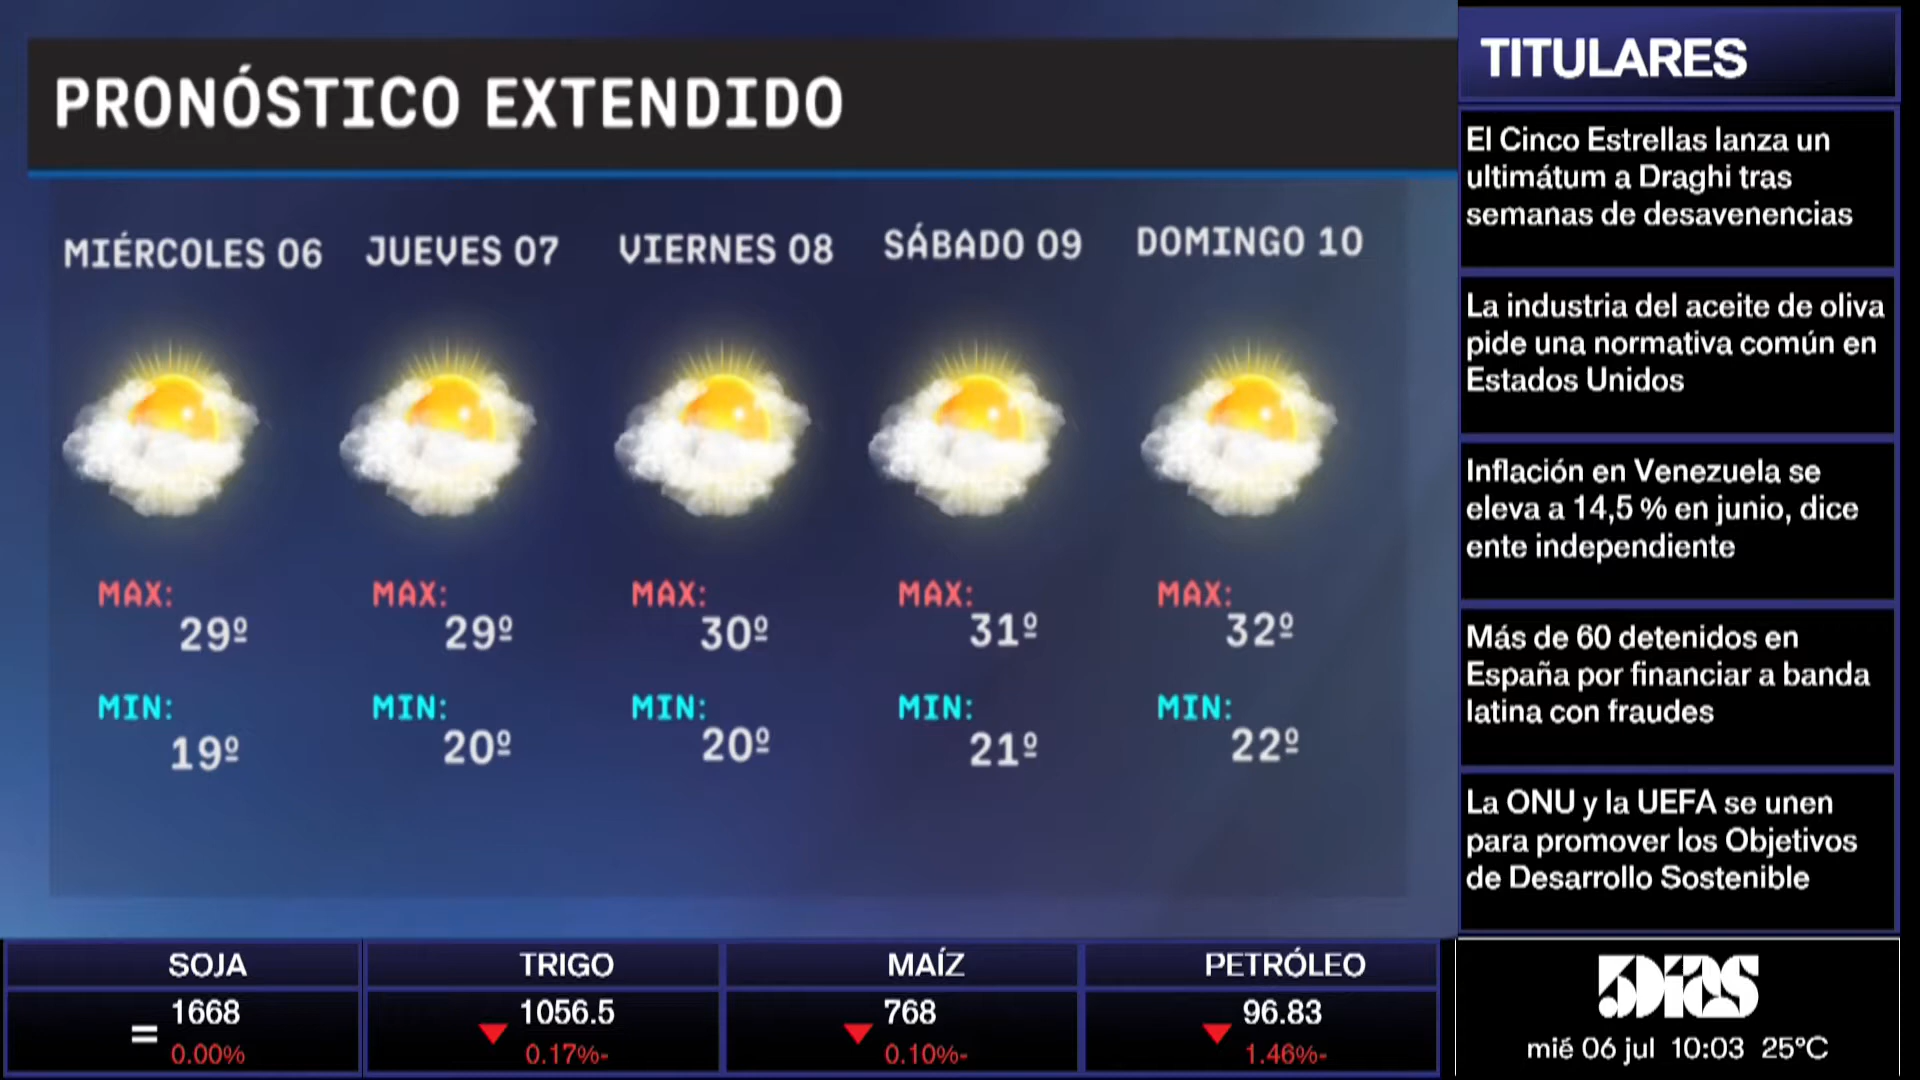 PRONÓSTICO EXTENDIDO
MIÉRCOLES 06
JUEVES 07
VIERNES 08
SÁBADO 09
DOMINGO 10
MAX:
29º
MAX:
29º
MAX:
30º
MAX:
31º
MAX:
32º
MIN:
19º
MIN:
20º
MIN:
20º
MIN:
21º
MIN:
22º
TITULARES
El Cinco Estrellas lanza un
ultimátum a Draghi tras
semanas de desavenencias
La industria del aceite de oliva
pide una normativa común en
Estados Unidos
Inflación en Venezuela se
eleva a 14,5 % en junio, dice
ente independiente
Más de 60 detenidos en
España por financiar a banda
latina con fraudes
La ONU y la UEFA se unen
para promover los Objetivos
de Desarrollo Sostenible
SOJA
= 1668
0.00%
TRIGO
1056.5
0.17%-
MAÍZ
768
0.10%-
PETRÓLEO
96.83
1.46%-
5Días
mié 06 jul 10:03 25°C